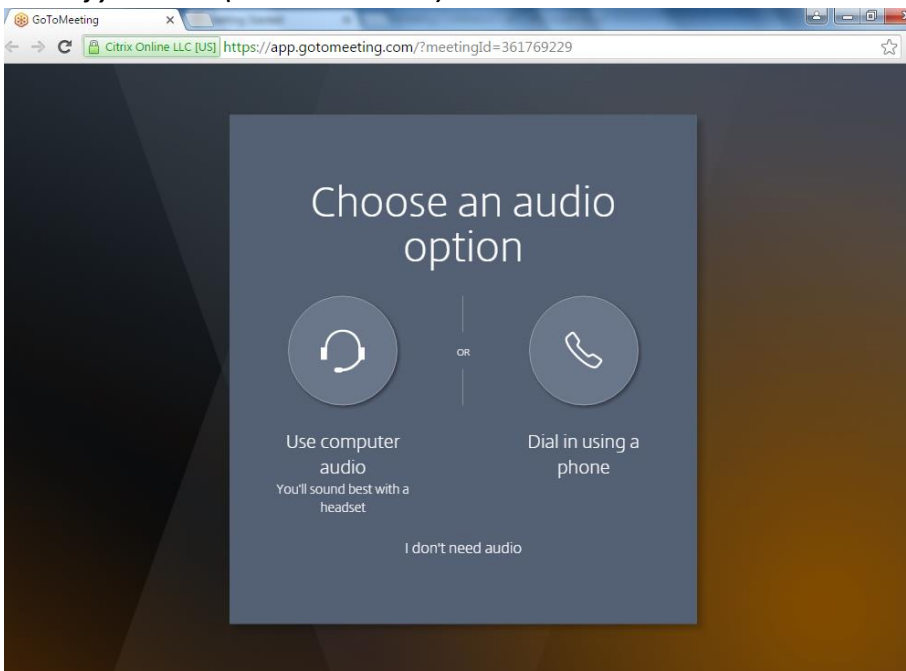 GoToMeeting
Citrix Online LLC [US] https://app.gotomeeting.com/?meetingId=361769229
Choose an audio
option
OR
Use computer
audio
You'll sound best with a
headset
Dial in using a
phone
I don't need audio